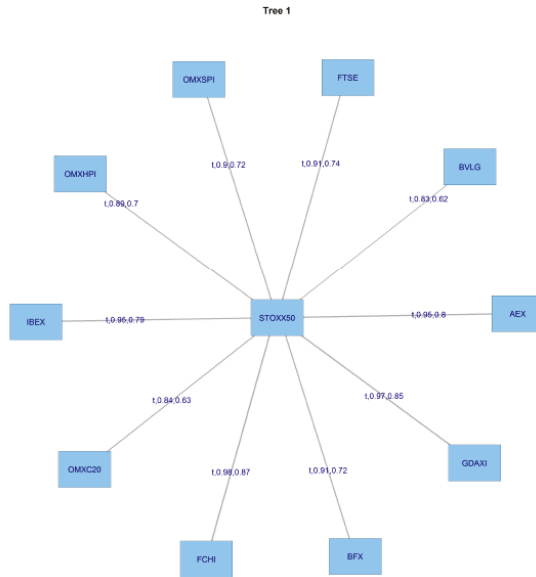 Tree 1
OMXSPI
FTSE
t,0.9,0.72
t,0.91,0.74
OMXHPI
BVLG
t,0.89,0.7
t,0.83,0.62
IBEX
t,0.95,0.79
STOXX50
t,0.95,0.8
AEX
t,0.84,0.63
t,0.97,0.85
OMXC20
GDAXI
t,0.98,0.87
t,0.91,0.72
FCHI
BFX